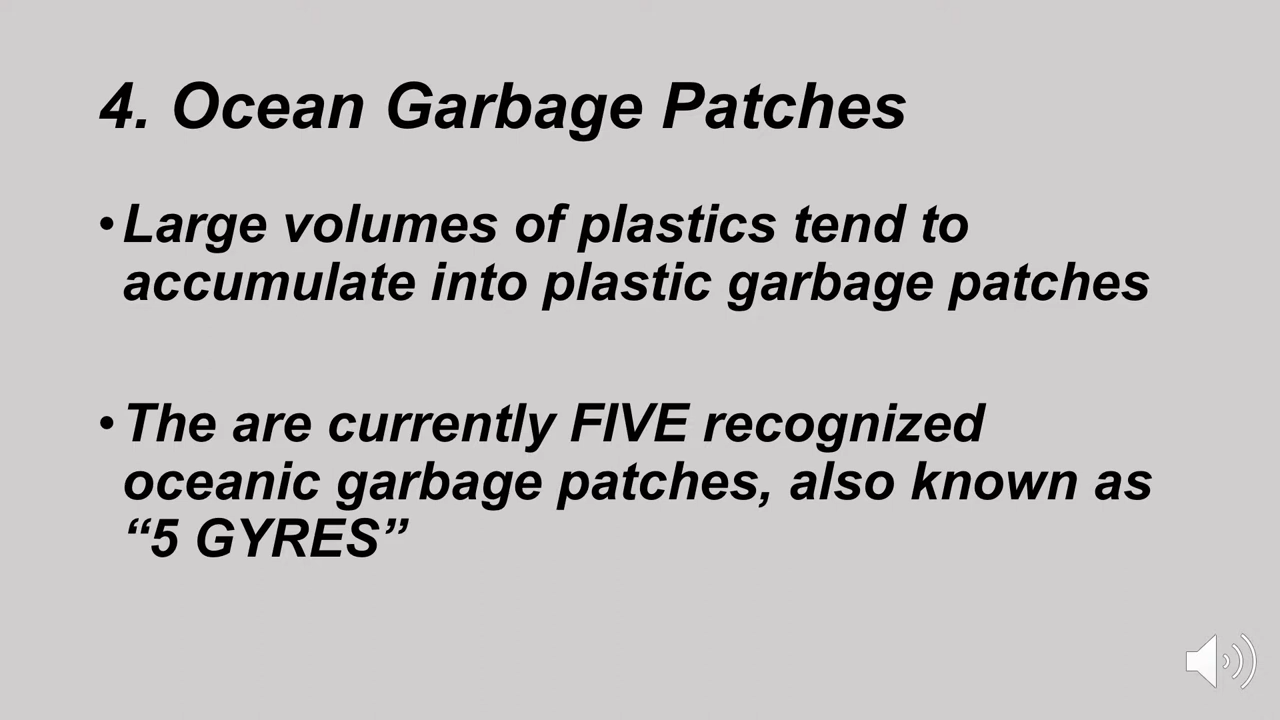 4. Ocean Garbage Patches
•Large volumes of plastics tend to
accumulate into plastic garbage patches
•The are currently FIVE recognized
oceanic garbage patches, also known as
“5 GYRES”